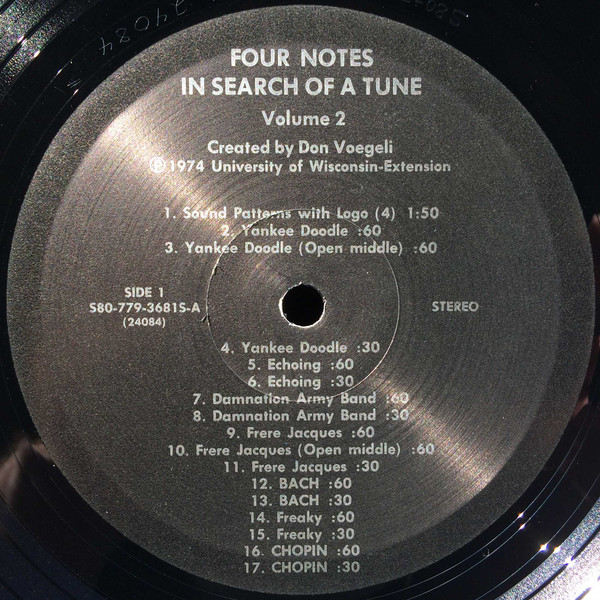 24084
FOUR NOTES
IN SEARCH OF A TUNE
Volume 2
Created by Don Voegeli
Ⓟ 1974 University of Wisconsin-Extension
1. Sound Patterns with Logo (4) 1:50
2. Yankee Doodle :60
3. Yankee Doodle (Open middle) :60
SIDE 1
S80-779-3681S-A
(24084)
STEREO
4. Yankee Doodle :30
5. Echoing :60
6. Echoing :30
7. Damnation Army Band :60
8. Damnation Army Band :30
9. Frere Jacques :60
10. Frere Jacques (Open middle) :60
11. Frere Jacques :30
12. BACH :60
13. BACH :30
14. Freaky :60
15. Freaky :30
16. CHOPIN :60
17. CHOPIN :30